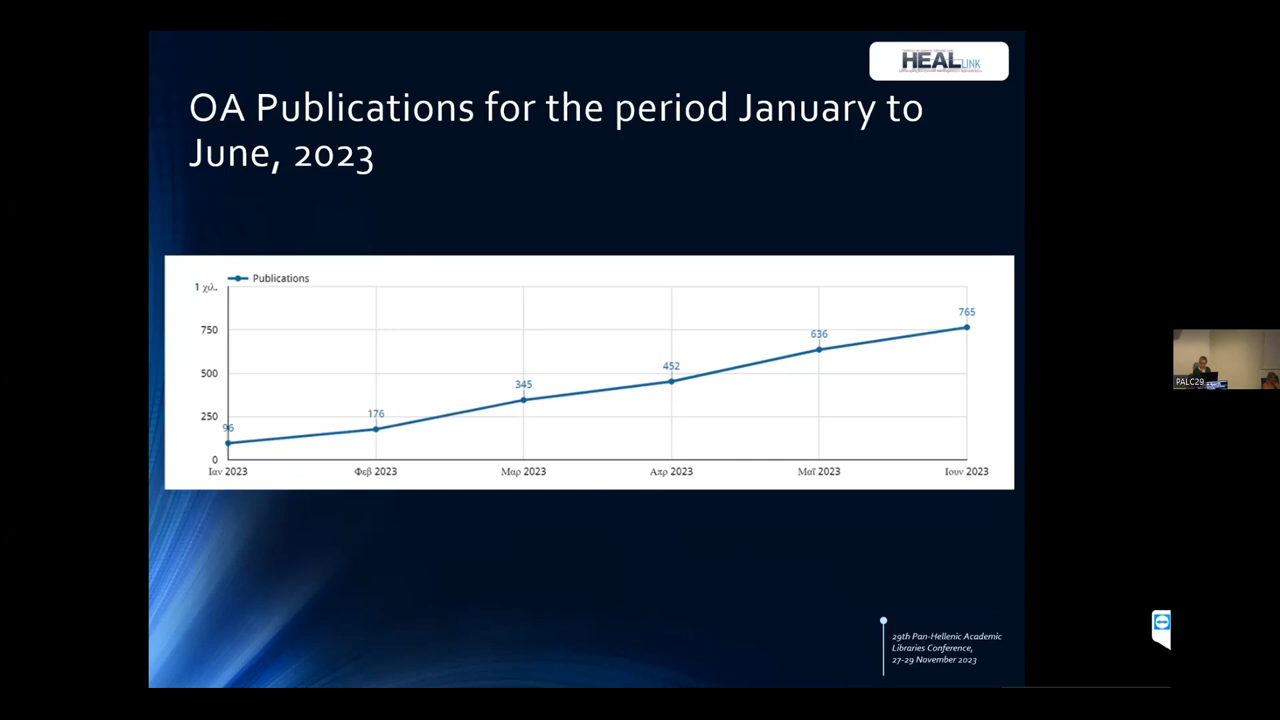 HEAL LINK
OA Publications for the period January to
June, 2023
Publications
1 χιλ.
750
500
250
0
96
176
345
452
636
765
Ιαν 2023
Φεβ 2023
Μαρ 2023
Απρ 2023
Μαΐ 2023
Ιουν 2023
PALC29
29th Pan-Hellenic Academic
Libraries Conference,
27-29 November 2023